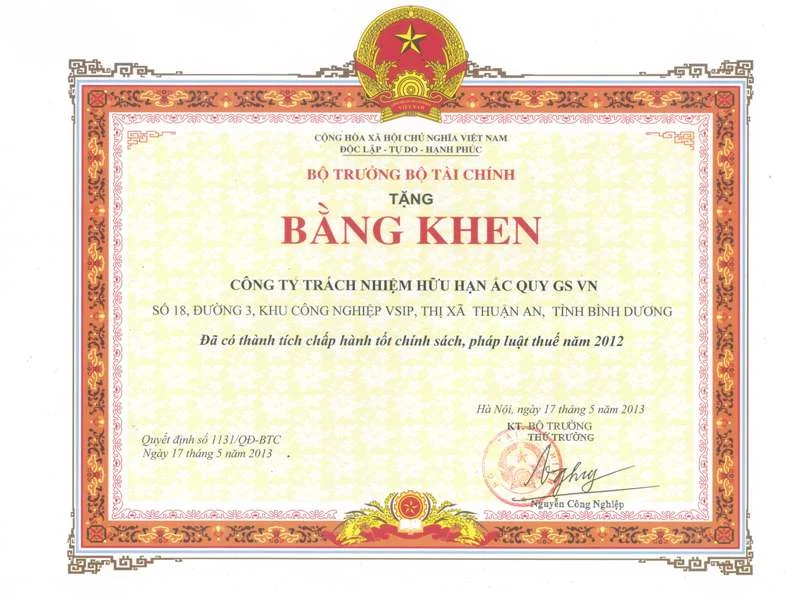 VIỆT NAM
CỘNG HÒA XÃ HỘI CHỦ NGHĨA VIỆT NAM
ĐỘC LẬP - TỰ DO - HẠNH PHÚC
BỘ TRƯỞNG BỘ TÀI CHÍNH
TẶNG
BẰNG KHEN
CÔNG TY TRÁCH NHIỆM HỮU HẠN ẮC QUY GS VN
SỐ 18, ĐƯỜNG 3, KHU CÔNG NGHIỆP VSIP, THỊ XÃ THUẬN AN, TỈNH BÌNH DƯƠNG
Đã có thành tích chấp hành tốt chính sách, pháp luật thuế năm 2012
Hà Nội, ngày 17 tháng 5 năm 2013
KT. BỘ TRƯỞNG
THỨ TRƯỞNG
Quyết định số 1131/QĐ-BTC
Ngày 17 tháng 5 năm 2013
Nguyễn Công Nghiệp